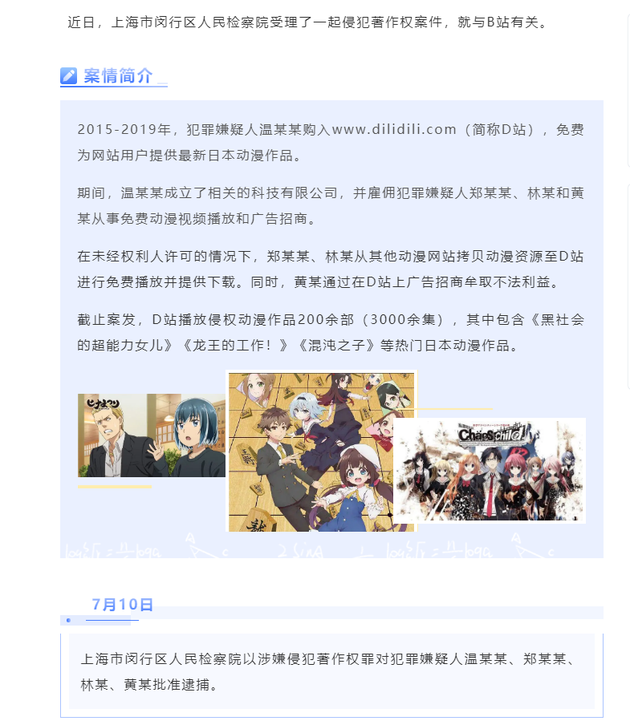 近日，上海市闵行区人民检察院受理了一起侵犯著作权案件，就与B站有关。
案情简介
2015-2019年，犯罪嫌疑人温某某购入www.dilidili.com（简称D站），免费
为网站用户提供最新日本动漫作品。
期间，温某某成立了相关的科技有限公司，并雇佣犯罪嫌疑人郑某某、林某和黄
某从事免费动漫视频播放和广告招商。
在未经权利人许可的情况下，郑某某、林某从其他动漫网站拷贝动漫资源至D站
进行免费播放并提供下载。同时，黄某通过在D站上广告招商牟取不法利益。
截止案发，D站播放侵权动漫作品200余部（3000余集），其中包含《黑社会
的超能力女儿》《龙王的工作！》《混沌之子》等热门日本动漫作品。
ヒナまつり
Chaos;child
7月10日
上海市闵行区人民检察院以涉嫌侵犯著作权罪对犯罪嫌疑人温某某、郑某某、
林某、黄某批准逮捕。